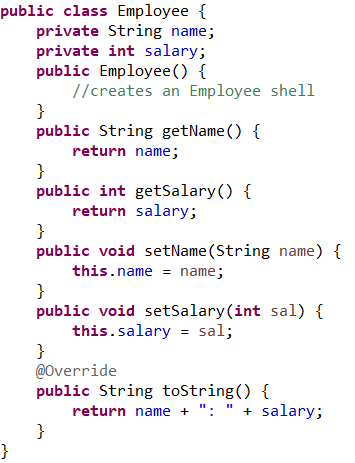 public class Employee {
    private String name;
    private int salary;
    public Employee() {
        //creates an Employee shell
    }
    public String getName() {
        return name;
    }
    public int getSalary() {
        return salary;
    }
    public void setName(String name) {
        this.name = name;
    }
    public void setSalary(int sal) {
        this.salary = sal;
    }
    @Override
    public String toString() {
        return name + ": " + salary;
    }
}